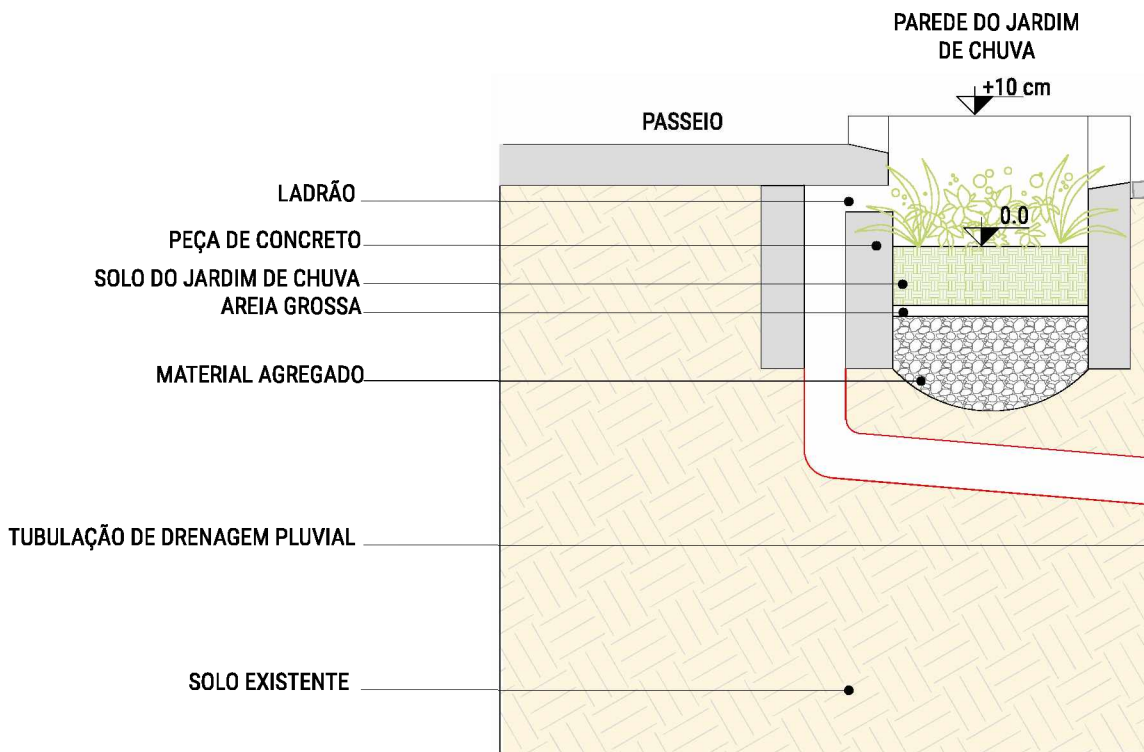 PAREDE DO JARDIM
DE CHUVA
+10 cm
PASSEIO
LADRÃO
0.0
PEÇA DE CONCRETO
SOLO DO JARDIM DE CHUVA
AREIA GROSSA
MATERIAL AGREGADO
TUBULAÇÃO DE DRENAGEM PLUVIAL
SOLO EXISTENTE